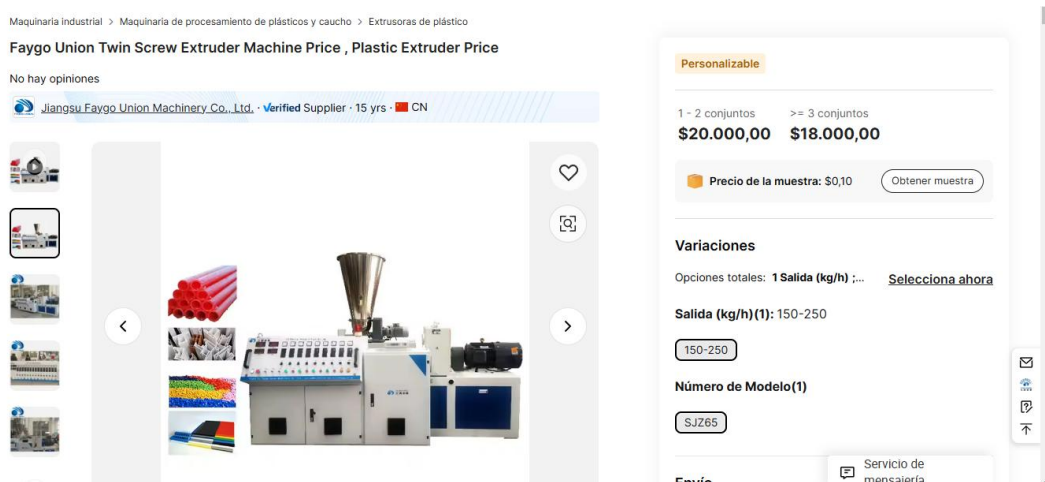 Maquinaria industrial > Maquinaria de procesamiento de plásticos y caucho > Extrusoras de plástico
Faygo Union Twin Screw Extruder Machine Price , Plastic Extruder Price
No hay opiniones
Jiangsu Faygo Union Machinery Co., Ltd. · Verified Supplier · 15 yrs · CN
Personalizable
1 - 2 conjuntos >= 3 conjuntos
$20.000,00 $18.000,00
Precio de la muestra: $0,10 Obtener muestra
Variaciones
Opciones totales: 1 Salida (kg/h) ;... Selecciona ahora
Salida (kg/h)(1): 150-250
150-250
Número de Modelo(1)
SJZ65
Envío
Servicio de
mensajería